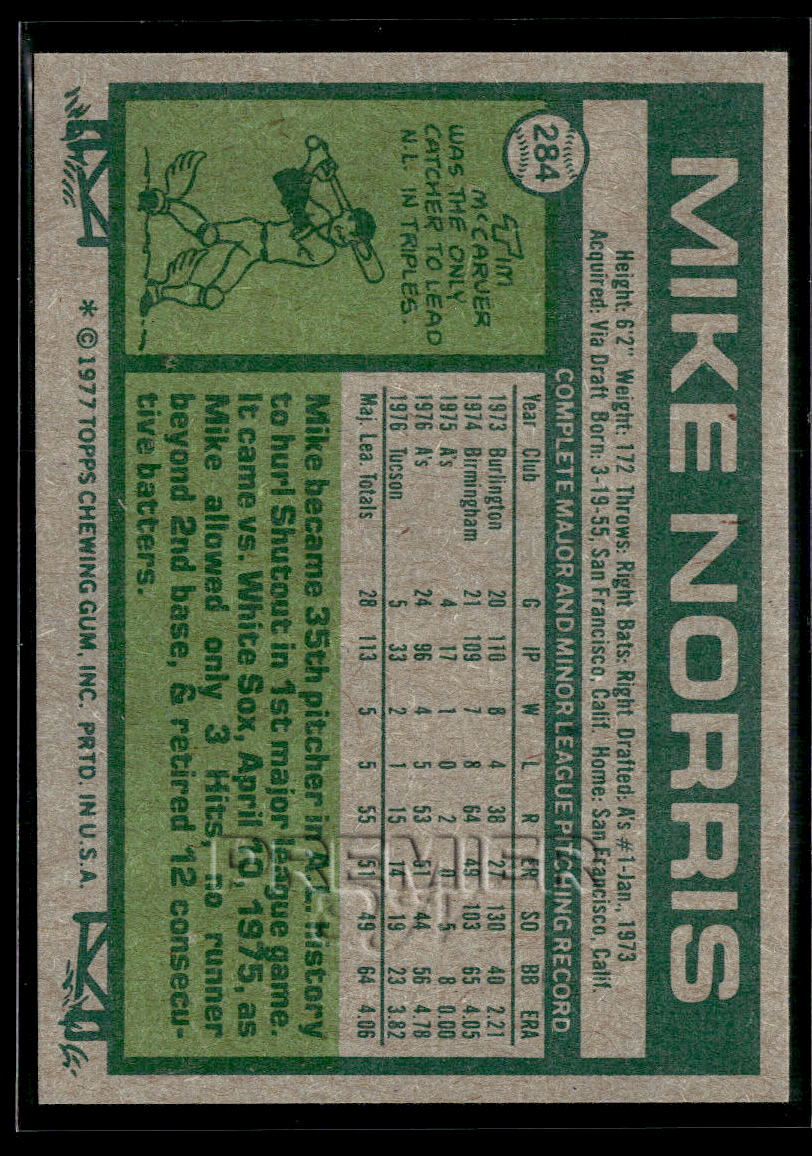 MIKE NORRIS
Height: 6'2" Weight: 172 Throws: Right Bats: Right Drafted: A's #1-Jan., 1973
Acquired: Via Draft Born: 3-19-55, San Francisco, Calif. Home: San Francisco, Calif.
284
Tim
McCARVER
WAS THE ONLY
CATCHER TO LEAD
N.L. IN TRIPLES.
COMPLETE MAJOR AND MINOR LEAGUE PITCHING RECORD
Year Club G IP W L R ER SO BB ERA
1973 Burlington 20 110 8 4 38 27 130 40 2.21
1974 Birmingham 21 109 7 8 64 49 103 65 4.05
1975 A's 4 17 1 0 2 0 5 8 0.00
1976 A's 24 96 4 5 53 51 44 56 4.78
1976 Tucson 5 33 2 1 15 14 19 23 3.82
Maj. Lea. Totals 28 113 5 5 55 51 49 64 4.06
Mike became 35th pitcher in A.L. history
to hurl Shutout in 1st major league game.
It came vs. White Sox, April 10, 1975, as
Mike allowed only 3 Hits, no runner
beyond 2nd base, & retired 12 consecu-
tive batters.
* © 1977 TOPPS CHEWING GUM, INC. PRTD. IN U.S.A.
PREMIER